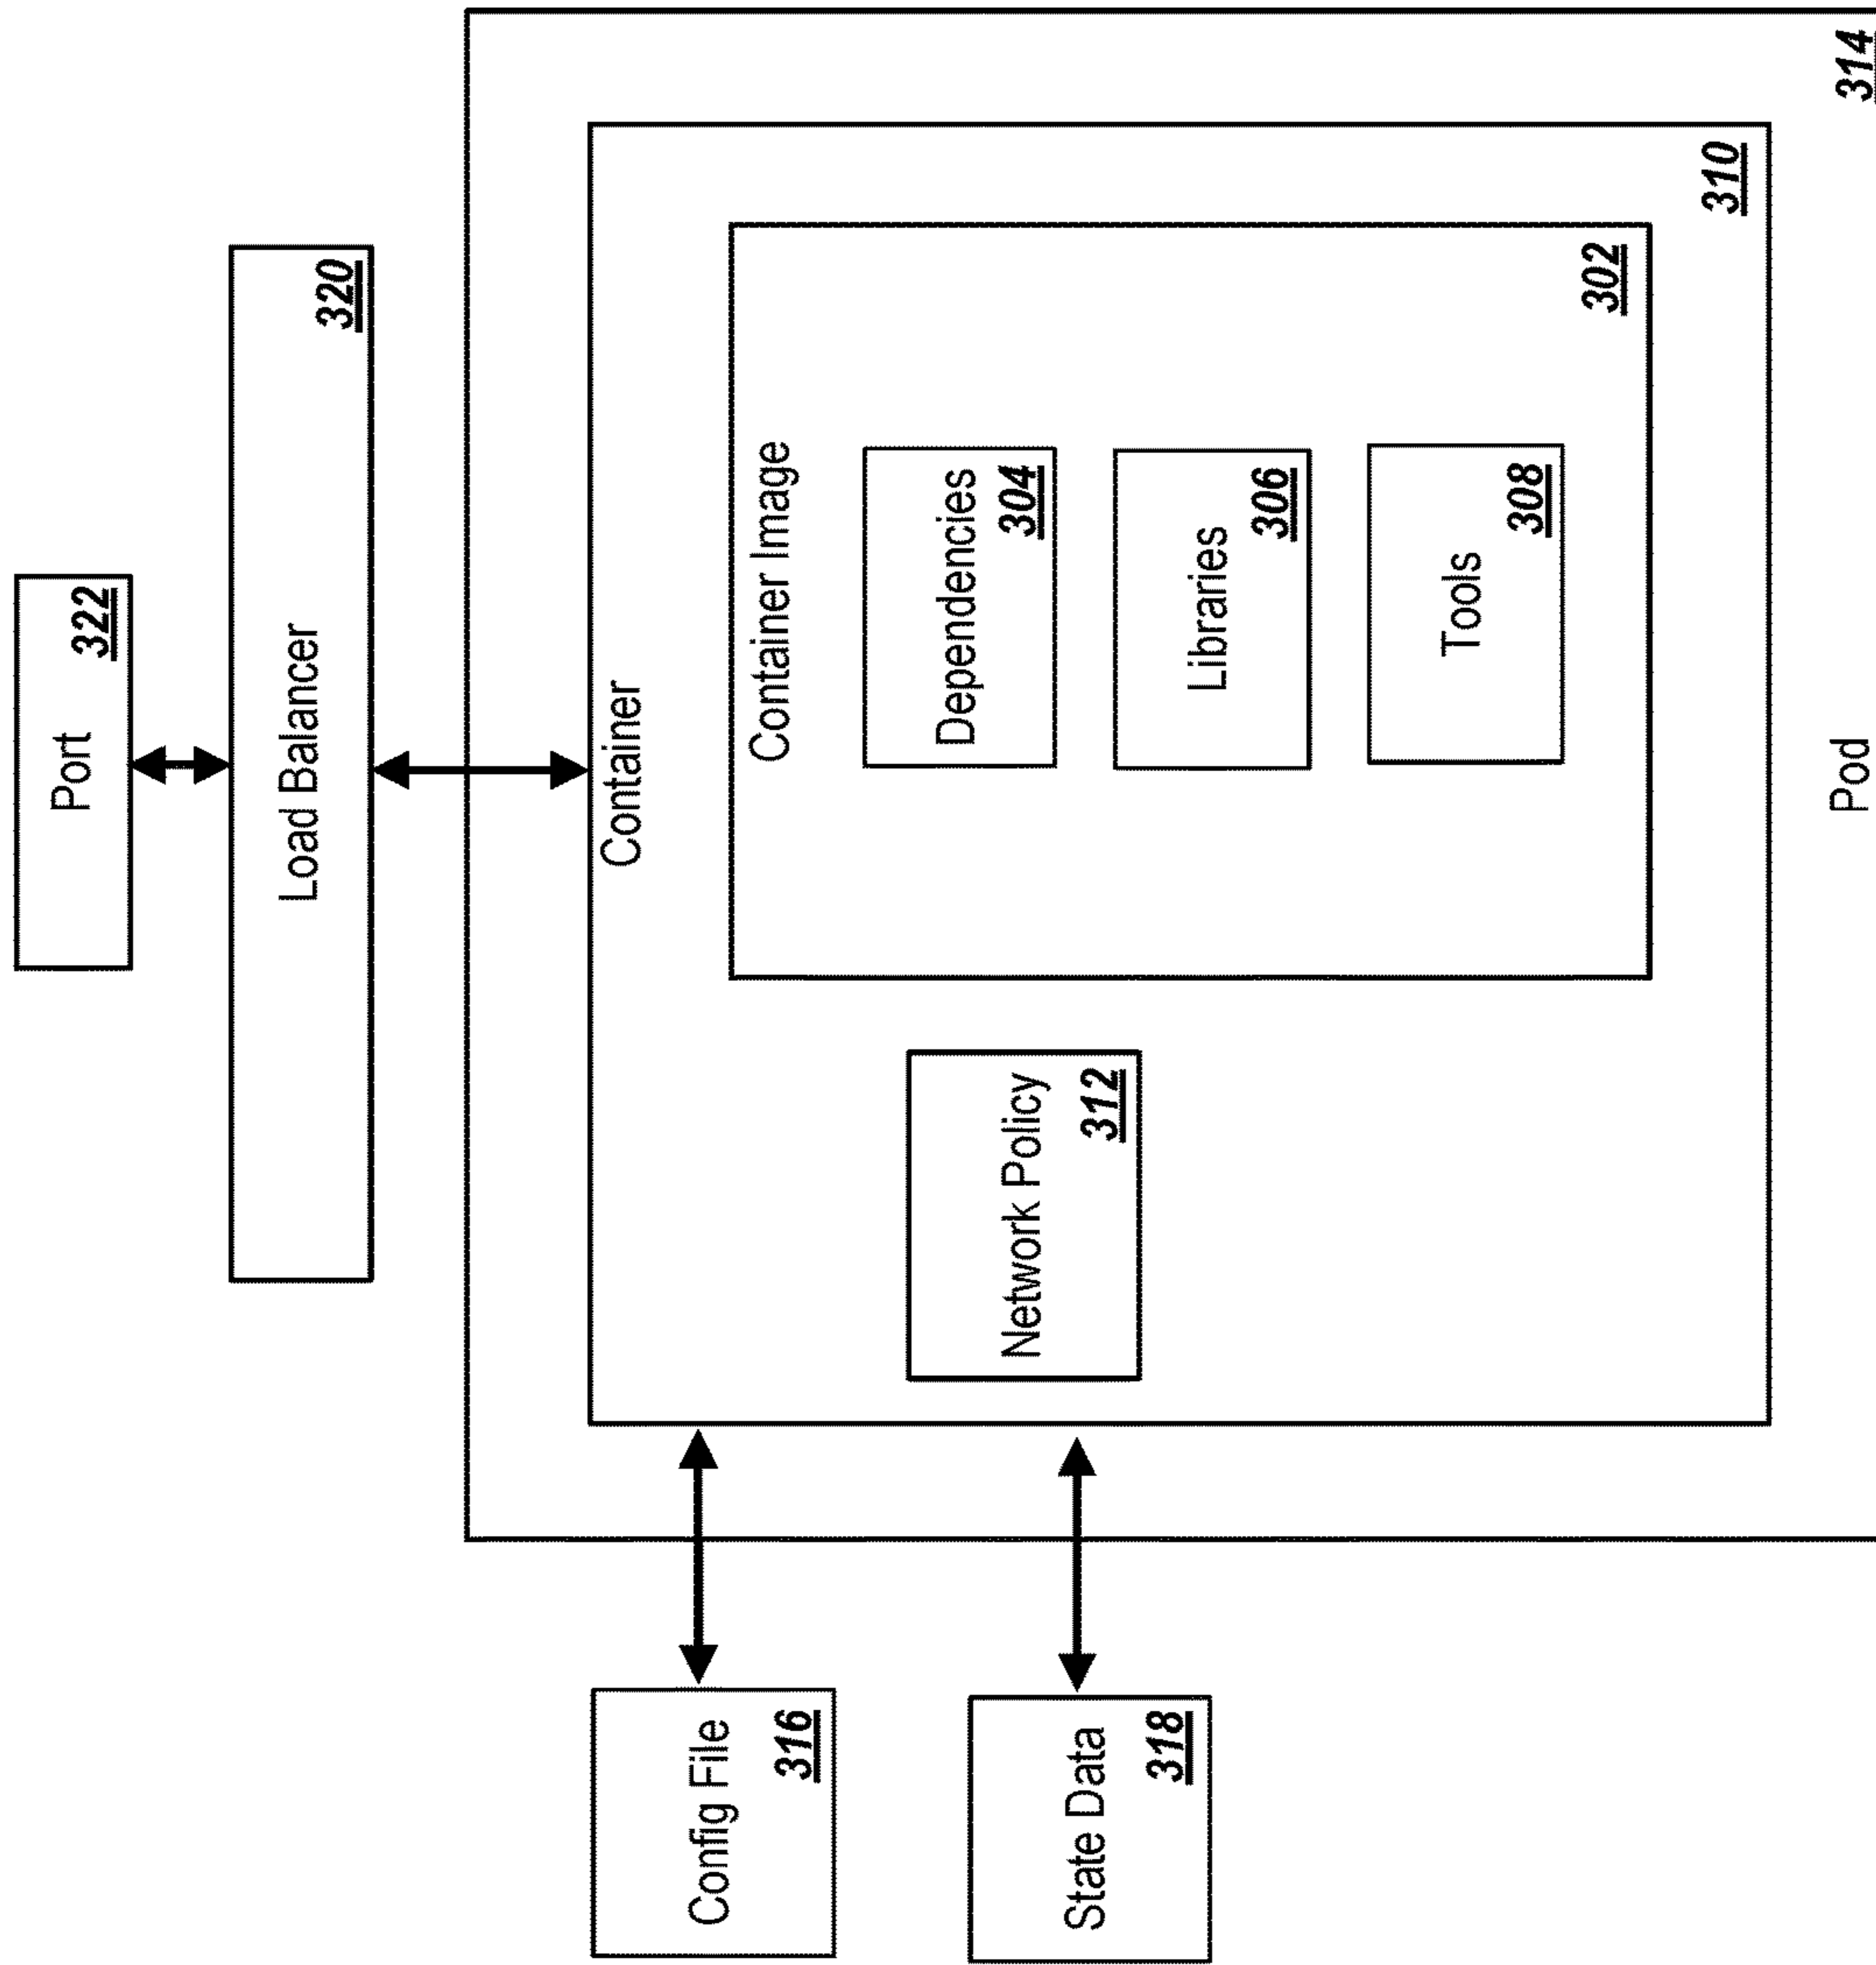 Port
322
Load Balancer
320
Container
Container Image
Dependencies
304
Libraries
306
Tools
308
302
Network Policy
312
310
Pod
314
Config File
316
State Data
318